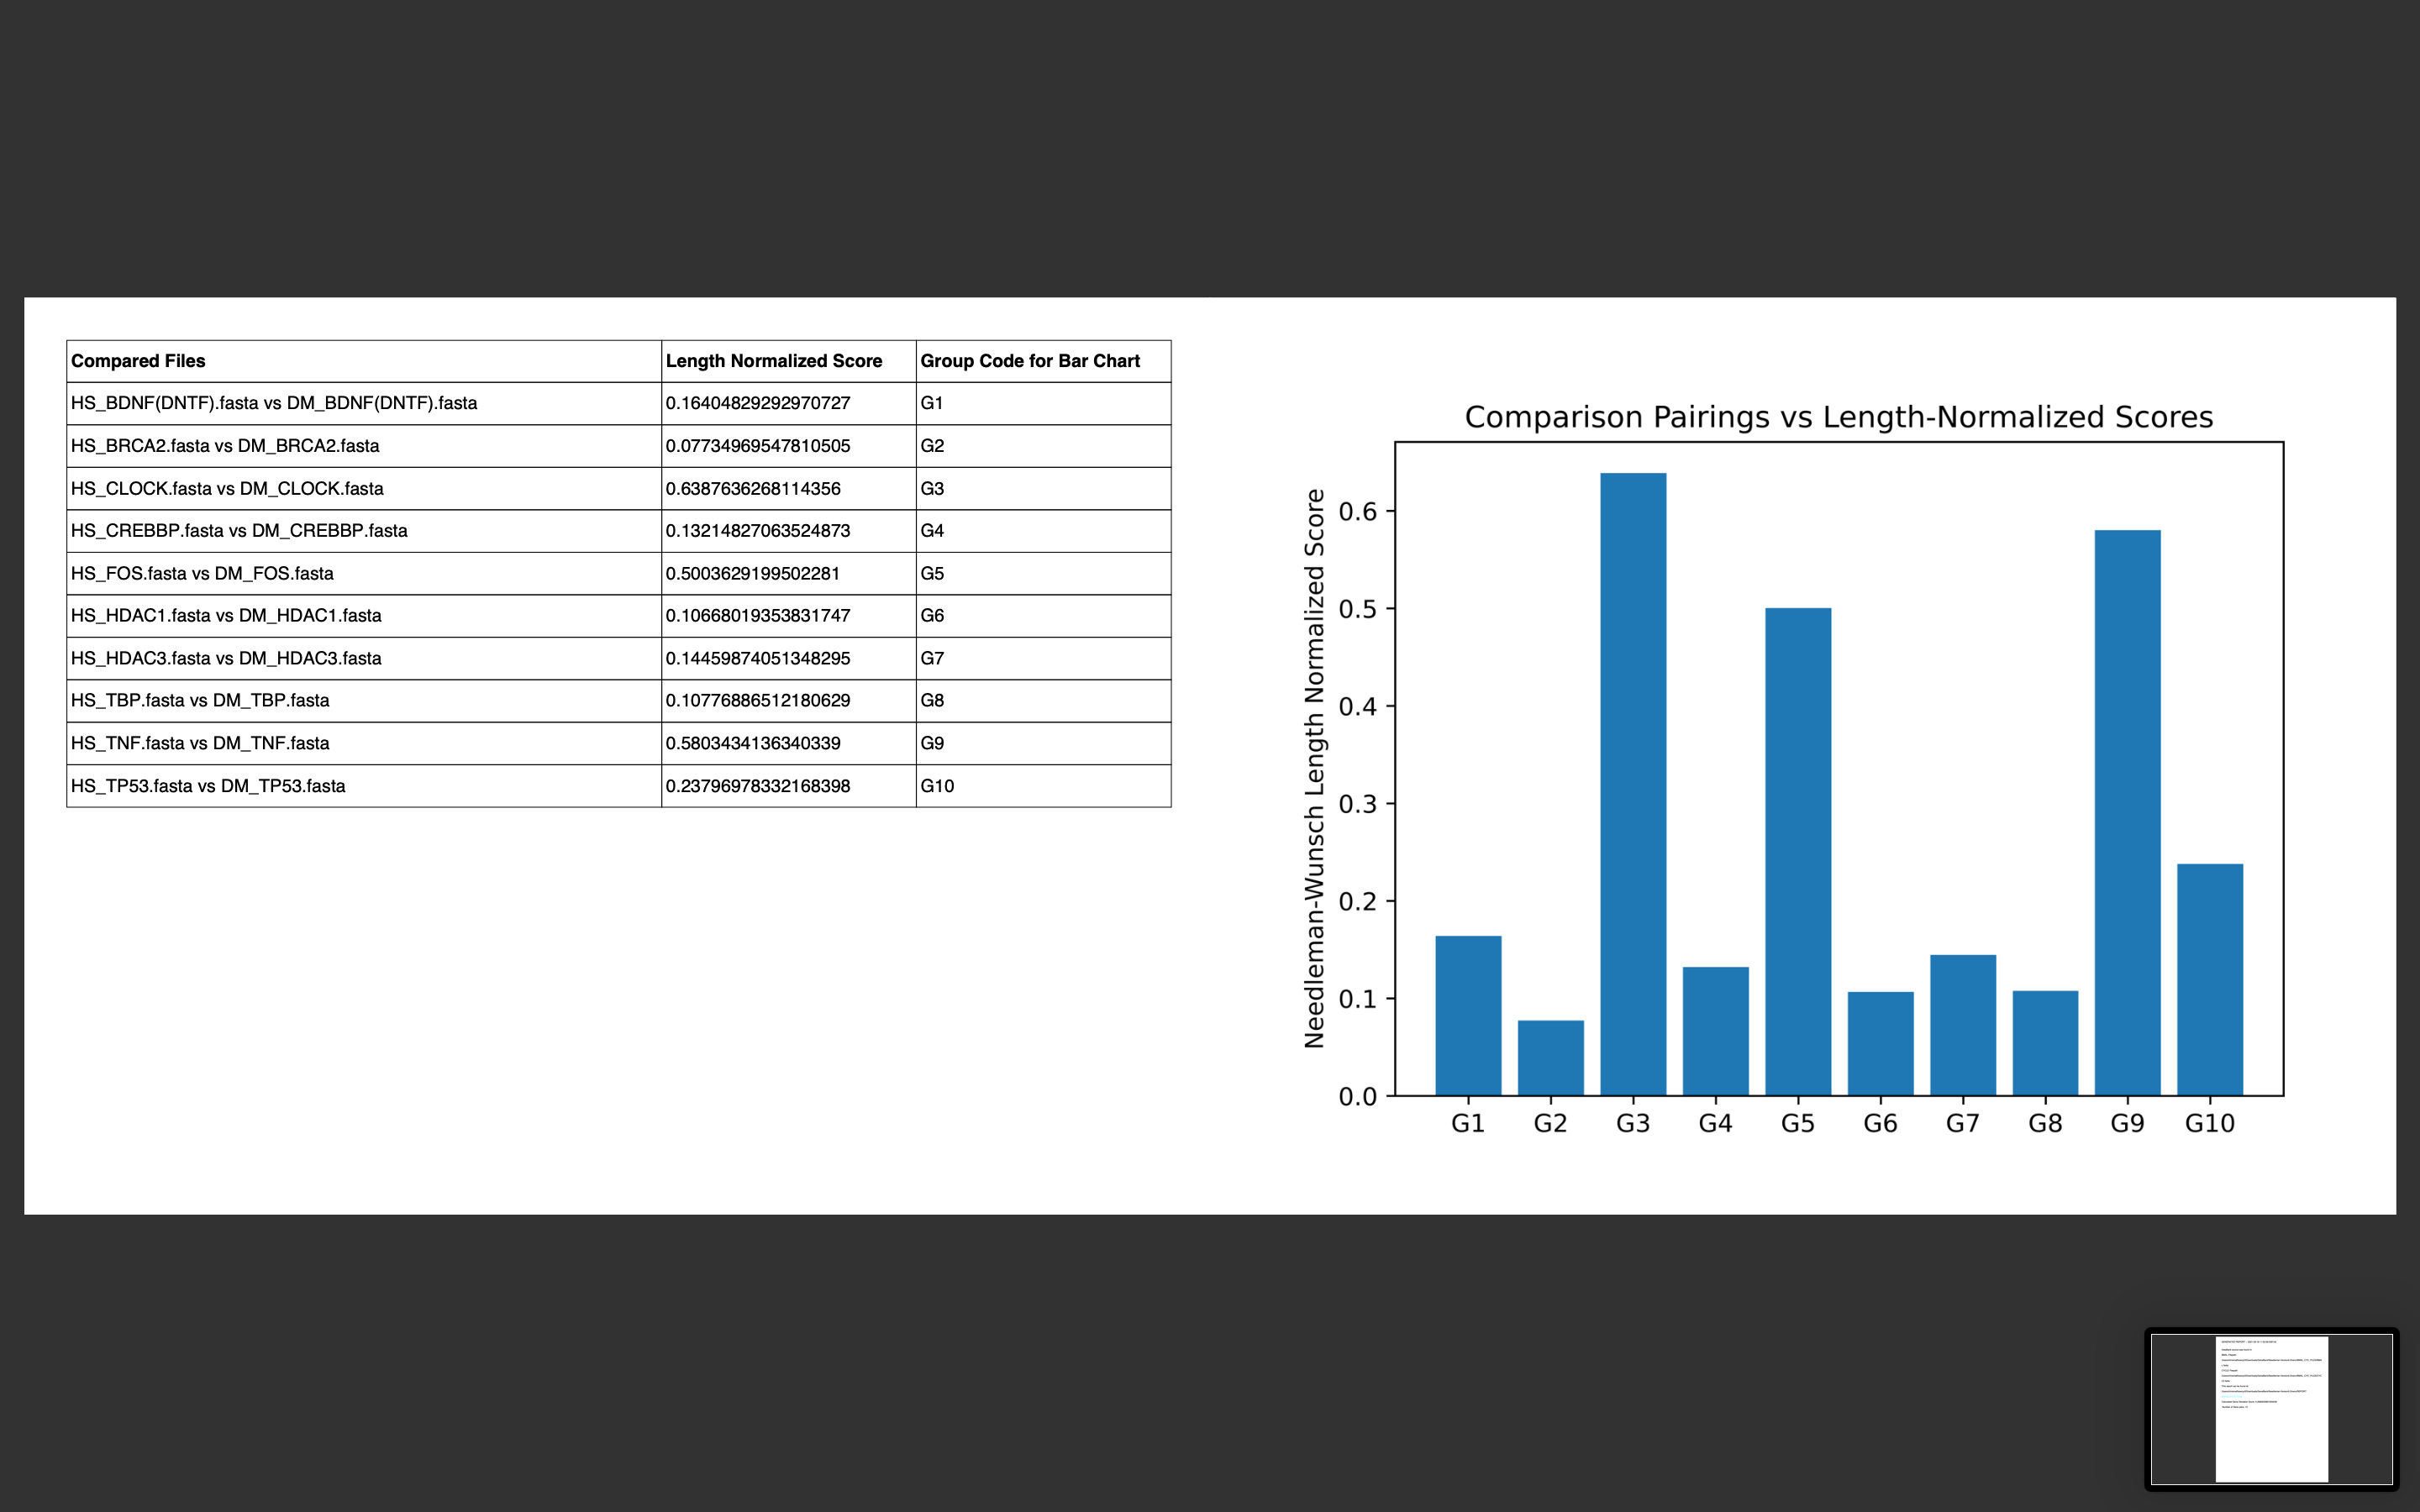 Compared Files Length Normalized Score Group Code for Bar Chart
HS_BDNF(DNTF).fasta vs DM_BDNF(DNTF).fasta 0.16404829292970727 G1
HS_BRCA2.fasta vs DM_BRCA2.fasta 0.07734969547810505 G2
HS_CLOCK.fasta vs DM_CLOCK.fasta 0.6387636268114356 G3
HS_CREBBP.fasta vs DM_CREBBP.fasta 0.13214827063524873 G4
HS_FOS.fasta vs DM_FOS.fasta 0.5003629199502281 G5
HS_HDAC1.fasta vs DM_HDAC1.fasta 0.10668019353831747 G6
HS_HDAC3.fasta vs DM_HDAC3.fasta 0.14459874051348295 G7
HS_TBP.fasta vs DM_TBP.fasta 0.10776886512180629 G8
HS_TNF.fasta vs DM_TNF.fasta 0.5803434136340339 G9
HS_TP53.fasta vs DM_TP53.fasta 0.23796978332168398 G10
Comparison Pairings vs Length-Normalized Scores
Needleman-Wunsch Length Normalized Score
0.6
0.5
0.4
0.3
0.2
0.1
0.0
G1 G2 G3 G4 G5 G6 G7 G8 G9 G10